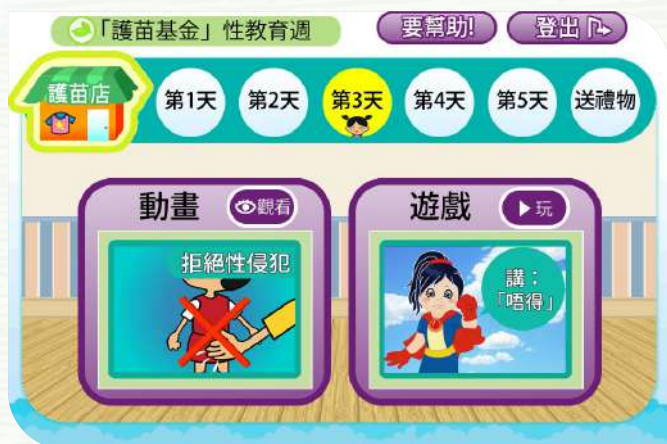 「護苗基金」性教育週
要幫助!
登出
護苗店
第1天
第2天
第3天
第4天
第5天
送禮物
動畫
觀看
拒絕性侵犯
遊戲
玩
講：
「唔得」